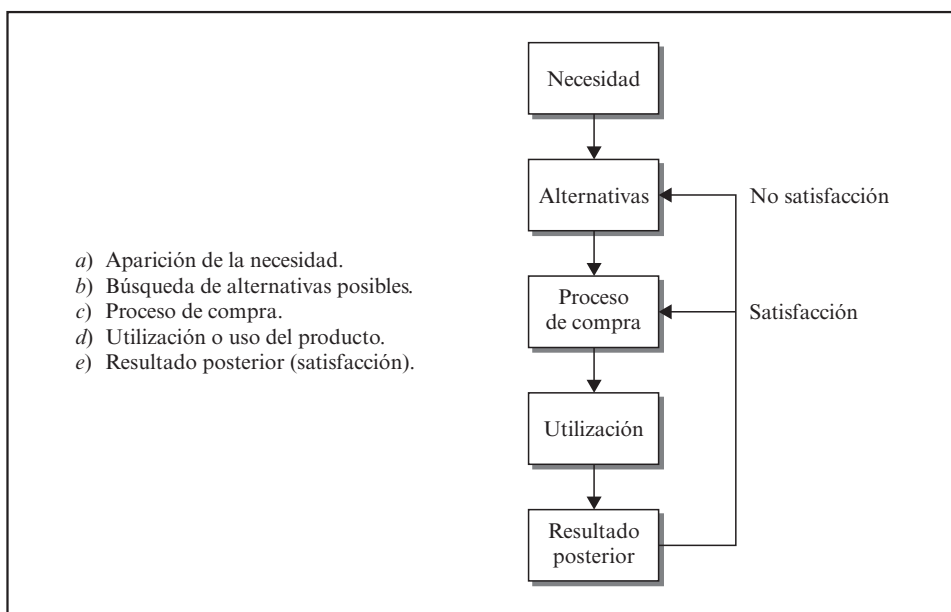 a) Aparición de la necesidad.
b) Búsqueda de alternativas posibles.
c) Proceso de compra.
d) Utilización o uso del producto.
e) Resultado posterior (satisfacción).
Necesidad
Alternativas
No satisfacción
Proceso
de compra
Satisfacción
Utilización
Resultado
posterior